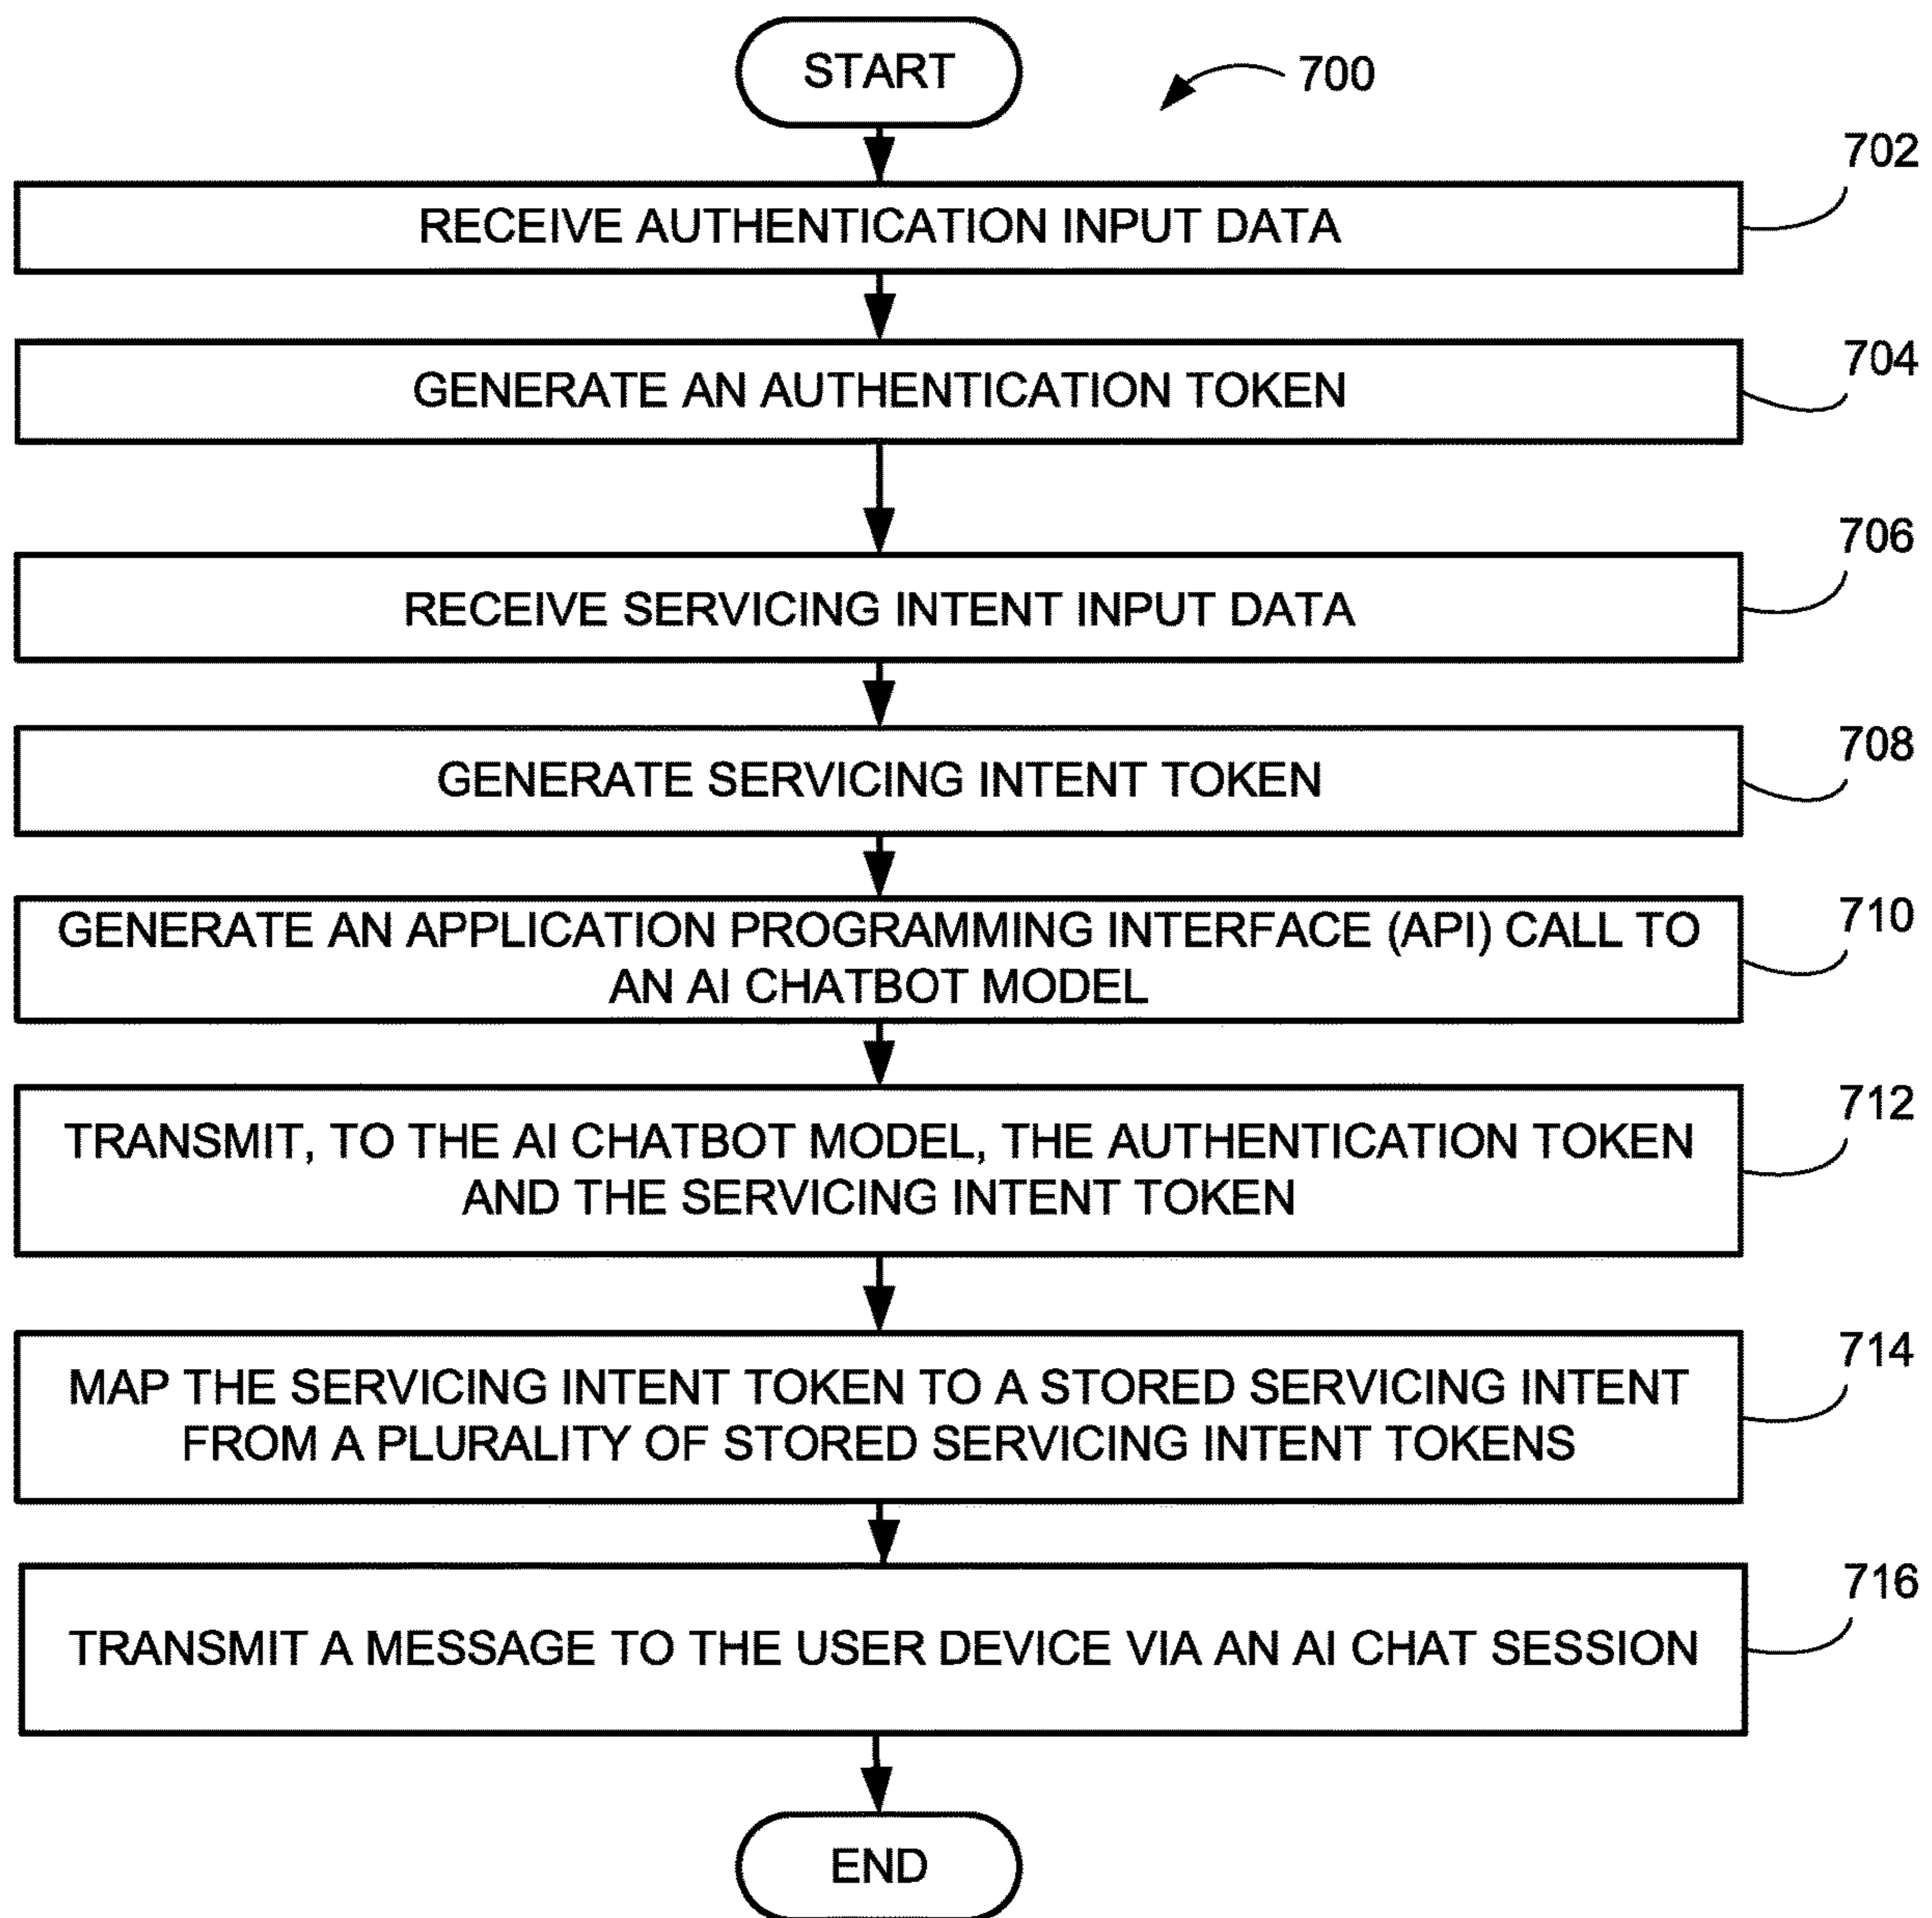 START
700
702
RECEIVE AUTHENTICATION INPUT DATA
704
GENERATE AN AUTHENTICATION TOKEN
706
RECEIVE SERVICING INTENT INPUT DATA
708
GENERATE SERVICING INTENT TOKEN
710
GENERATE AN APPLICATION PROGRAMMING INTERFACE (API) CALL TO
AN AI CHATBOT MODEL
712
TRANSMIT, TO THE AI CHATBOT MODEL, THE AUTHENTICATION TOKEN
AND THE SERVICING INTENT TOKEN
714
MAP THE SERVICING INTENT TOKEN TO A STORED SERVICING INTENT
FROM A PLURALITY OF STORED SERVICING INTENT TOKENS
716
TRANSMIT A MESSAGE TO THE USER DEVICE VIA AN AI CHAT SESSION
END